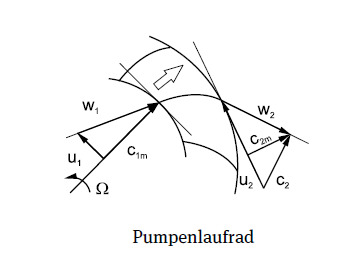 w₁
w₂
c₂ₘ
u₁
c₁ₘ
u₂
c₂
Ω
Pumpenlaufrad